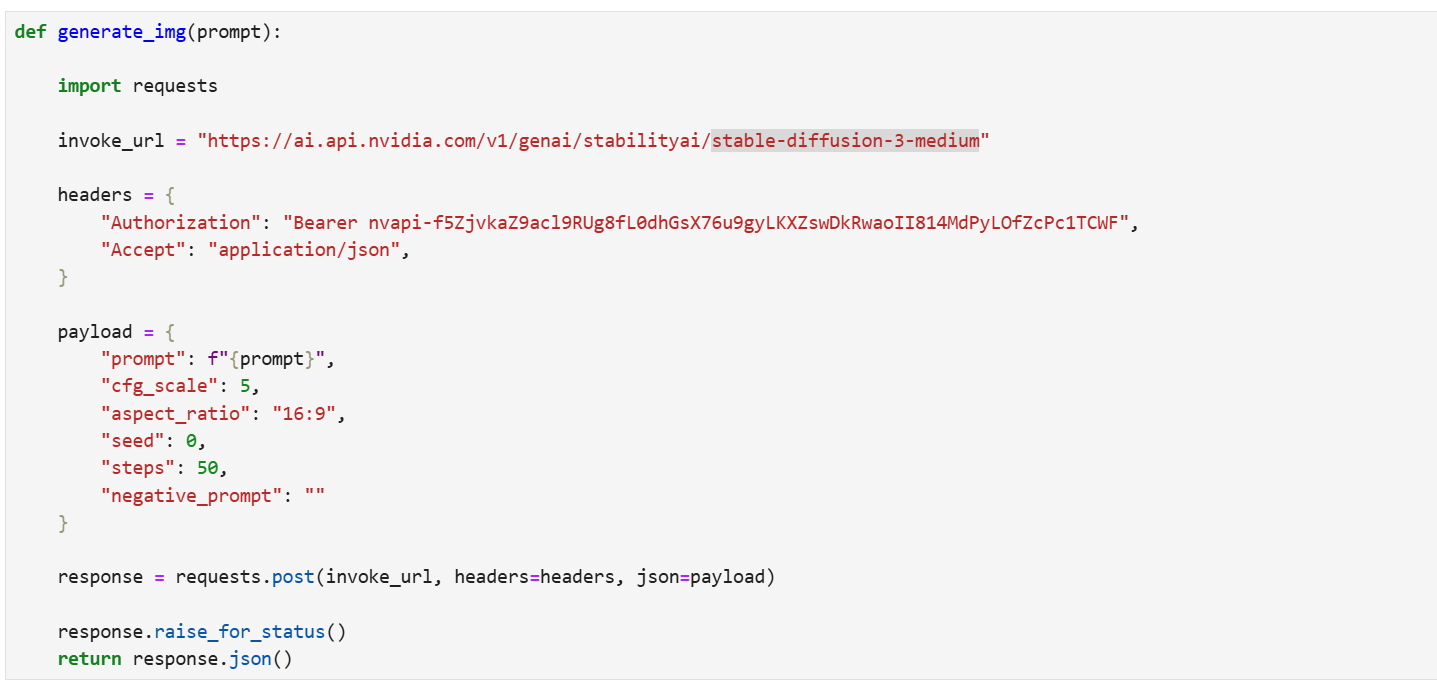 def generate_img(prompt):
import requests
invoke_url = "https://ai.api.nvidia.com/v1/genai/stabilityai/stable-diffusion-3-medium"
headers = {
"Authorization": "Bearer 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",
"Accept": "application/json",
}
payload = {
"prompt": f"{prompt}",
"cfg_scale": 5,
"aspect_ratio": "16:9",
"seed": 0,
"steps": 50,
"negative_prompt": ""
}
response = requests.post(invoke_url, headers=headers, json=payload)
response.raise_for_status()
return response.json()